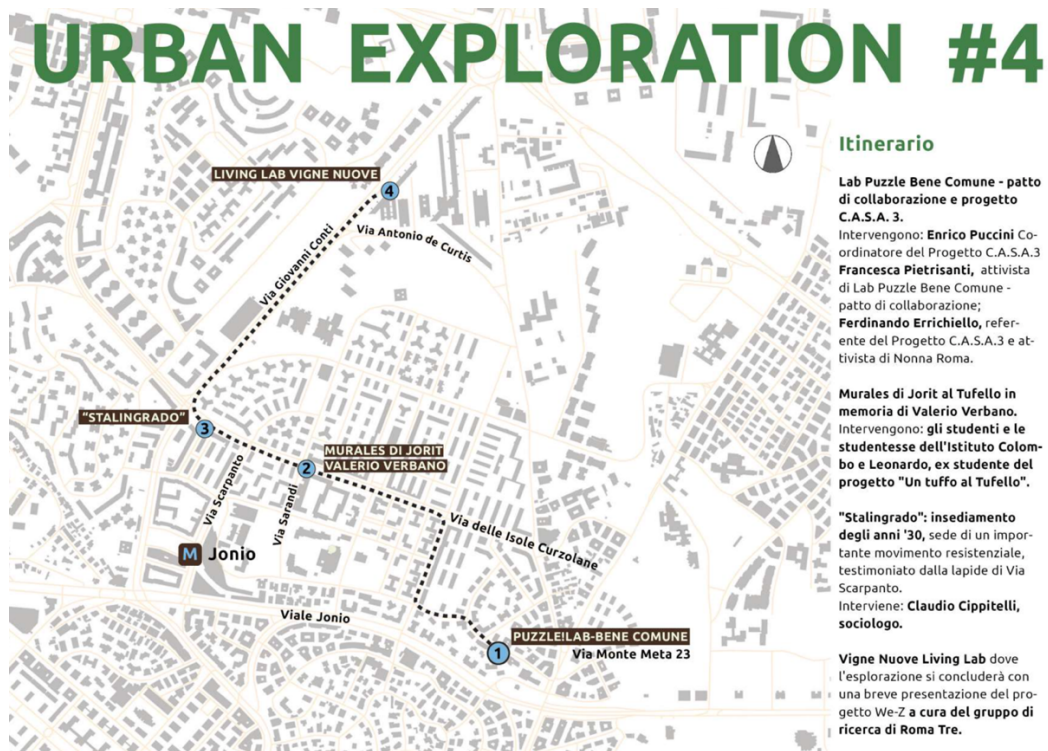 URBAN EXPLORATION #4
LIVING LAB VIGNE NUOVE
4
Via Antonio de Curtis
Via Giovanni Conti
"STALINGRADO"
3
MURALES DI JORIT
VALERIO VERBANO
2
Via Scarpanto
Via Sarandi
Via delle Isole Curzolane
M Jonio
Viale Jonio
PUZZLE!LAB-BENE COMUNE
1
Via Monte Meta 23
Itinerario
Lab Puzzle Bene Comune - patto
di collaborazione e progetto
C.A.S.A. 3.
Intervengono: Enrico Puccini Co-
ordinatore del Progetto C.A.S.A.3
Francesca Pietrisanti, attivista
di Lab Puzzle Bene Comune -
patto di collaborazione;
Ferdinando Errichiello, refer-
ente del Progetto C.A.S.A.3 e at-
tivista di Nonna Roma.
Murales di Jorit al Tufello in
memoria di Valerio Verbano.
Intervengono: gli studenti e le
studentesse dell'Istituto Colom-
bo e Leonardo, ex studente del
progetto "Un tuffo al Tufello".
"Stalingrado": insediamento
degli anni '30, sede di un impor-
tante movimento resistenziale,
testimoniato dalla lapide di Via
Scarpanto.
Interviene: Claudio Cippitelli,
sociologo.
Vigne Nuove Living Lab dove
l'esplorazione si concluderà con
una breve presentazione del pro-
getto We-Z a cura del gruppo di
ricerca di Roma Tre.